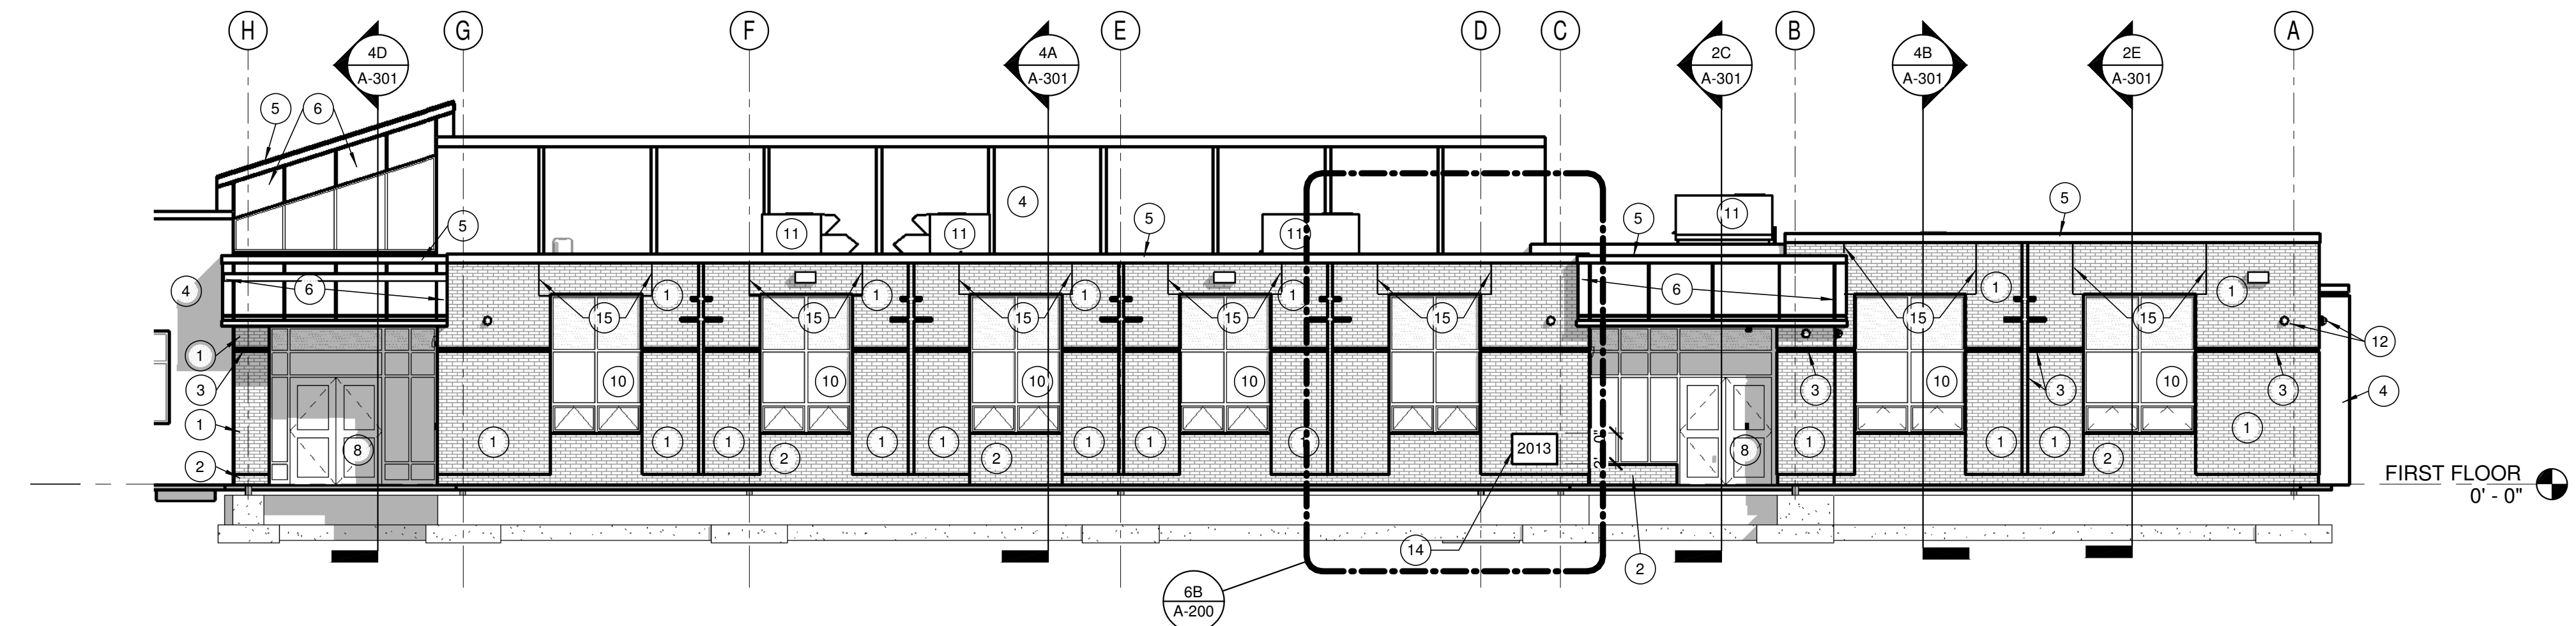 H G F E D C B A
4D 4A 2C 4B 2E
A-301 A-301 A-301 A-301 A-301
5 6
4
5 5 5 11 5
11 11 11
4 6 1 1 1 1 1 6 1 1
15 15 15 15 15 15 15
1 12
3 10 10 10 10 3 10 3 10 3 4
1 1 1 1 1 1 1 1 1 1 1 1 1 1
8 2 2 2013 8 2
2'-0"
2
FIRST FLOOR
0' - 0"
14 2
6B
A-200